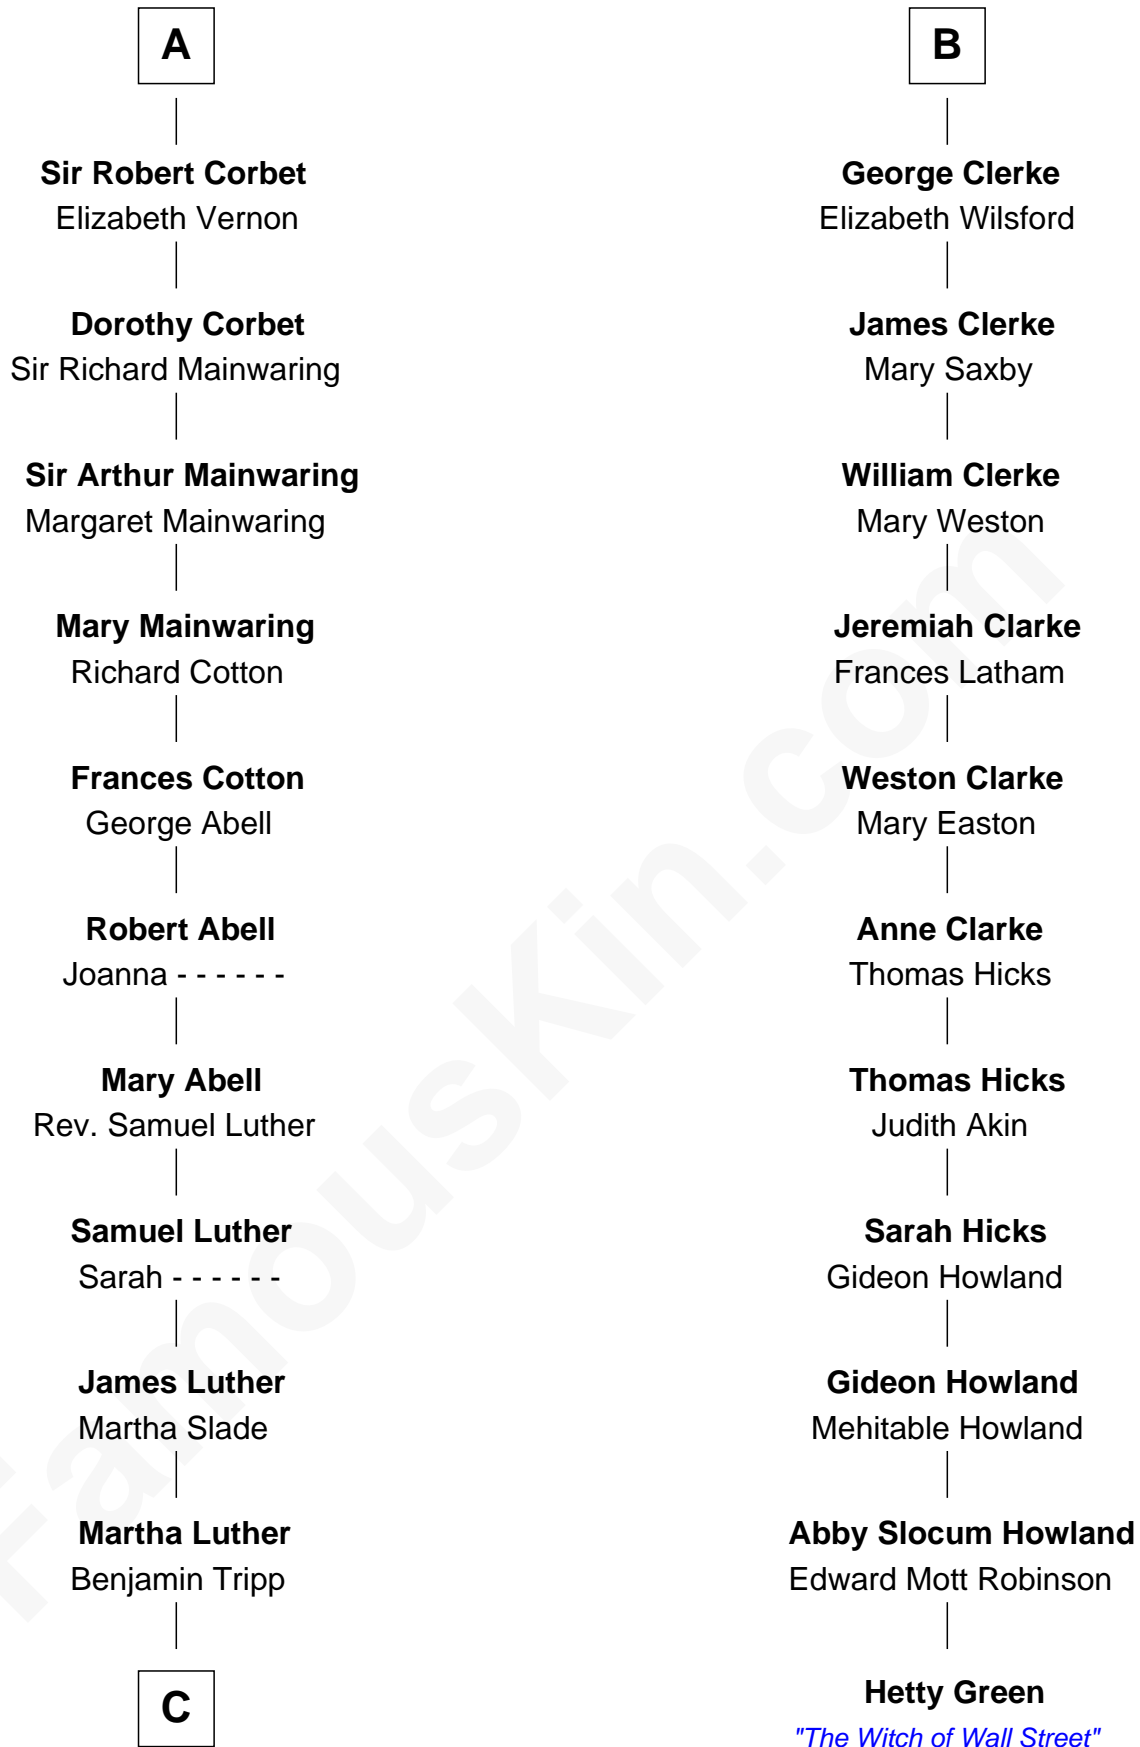 A
Sir Robert Corbet
Elizabeth Vernon
Dorothy Corbet
Sir Richard Mainwaring
Sir Arthur Mainwaring
Margaret Mainwaring
Mary Mainwaring
Richard Cotton
Frances Cotton
George Abell
Robert Abell
Joanna - - - - - -
Mary Abell
Rev. Samuel Luther
Samuel Luther
Sarah - - - - - -
James Luther
Martha Slade
Martha Luther
Benjamin Tripp
C
B
George Clerke
Elizabeth Wilsford
James Clerke
Mary Saxby
William Clerke
Mary Weston
Jeremiah Clarke
Frances Latham
Weston Clarke
Mary Easton
Anne Clarke
Thomas Hicks
Thomas Hicks
Judith Akin
Sarah Hicks
Gideon Howland
Gideon Howland
Mehitable Howland
Abby Slocum Howland
Edward Mott Robinson
Hetty Green
"The Witch of Wall Street"
FamousKin.com